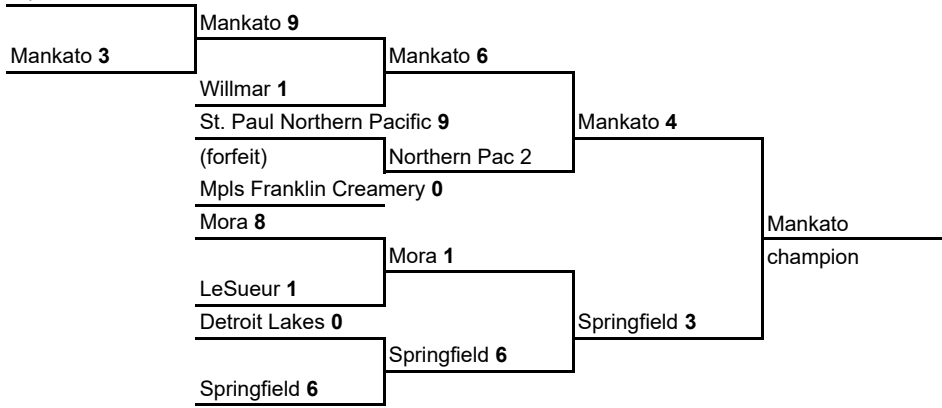 Mankato 9
Mankato 3
Mankato 6
Willmar 1
St. Paul Northern Pacific 9
Mankato 4
(forfeit)
Northern Pac 2
Mpls Franklin Creamery 0
Mora 8
Mankato
Mora 1
champion
LeSueur 1
Detroit Lakes 0
Springfield 3
Springfield 6
Springfield 6